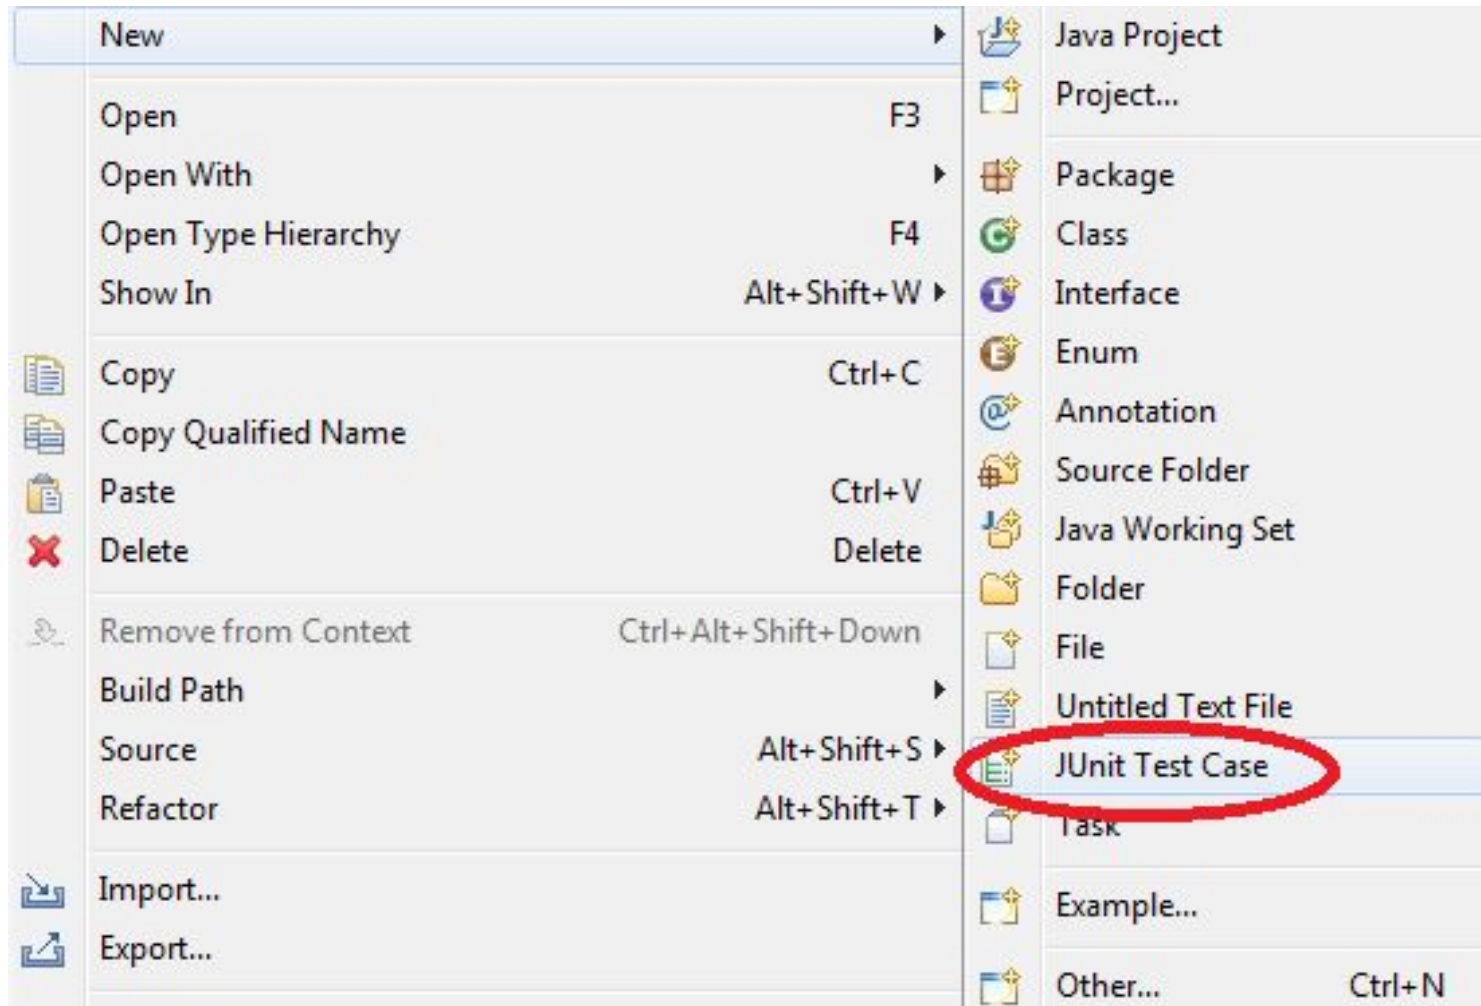 New
Open F3
Open With
Open Type Hierarchy F4
Show In Alt+Shift+W
Copy Ctrl+C
Copy Qualified Name
Paste Ctrl+V
Delete Delete
Remove from Context Ctrl+Alt+Shift+Down
Build Path
Source Alt+Shift+S
Refactor Alt+Shift+T
Import...
Export...
Java Project
Project...
Package
Class
Interface
Enum
Annotation
Source Folder
Java Working Set
Folder
File
Untitled Text File
JUnit Test Case
Task
Example...
Other... Ctrl+N